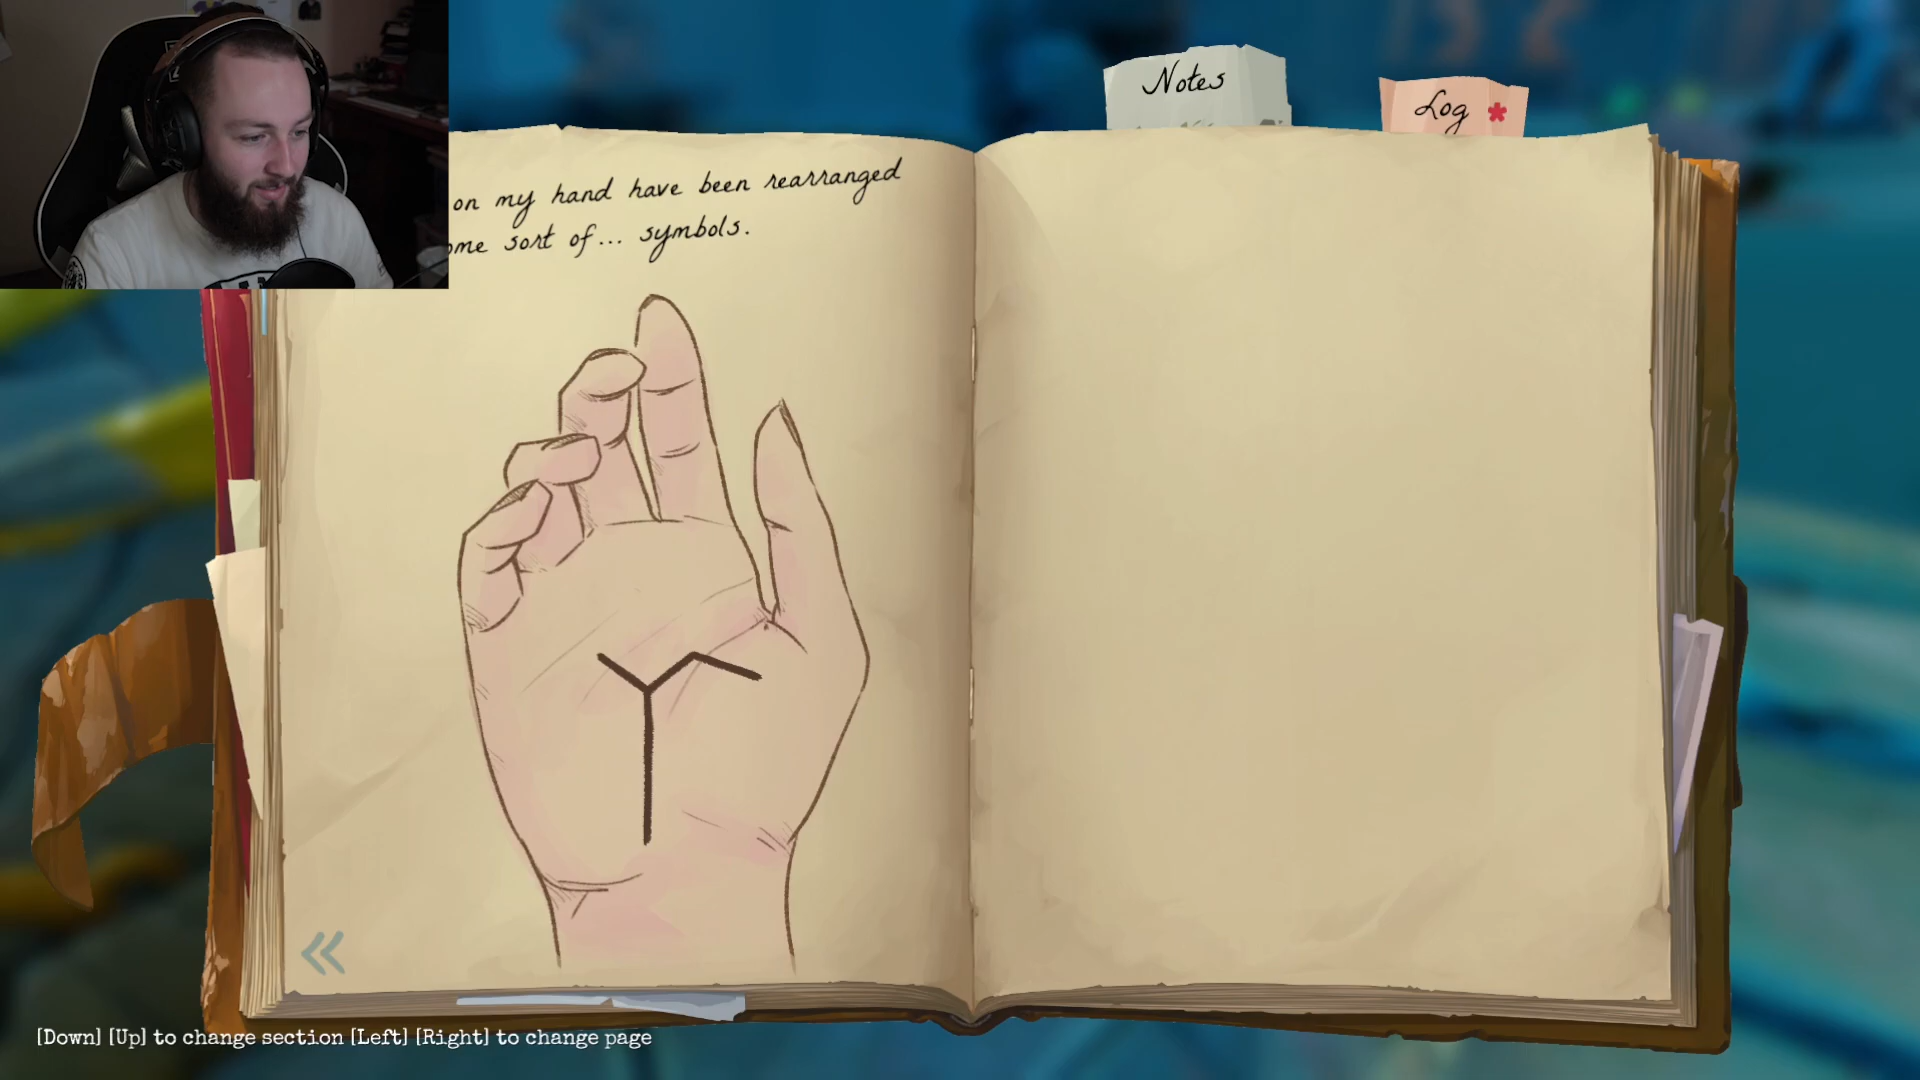 Notes
Log *
on my hand have been rearranged
ome sort of... symbols.
[Down] [Up] to change section [Left] [Right] to change page